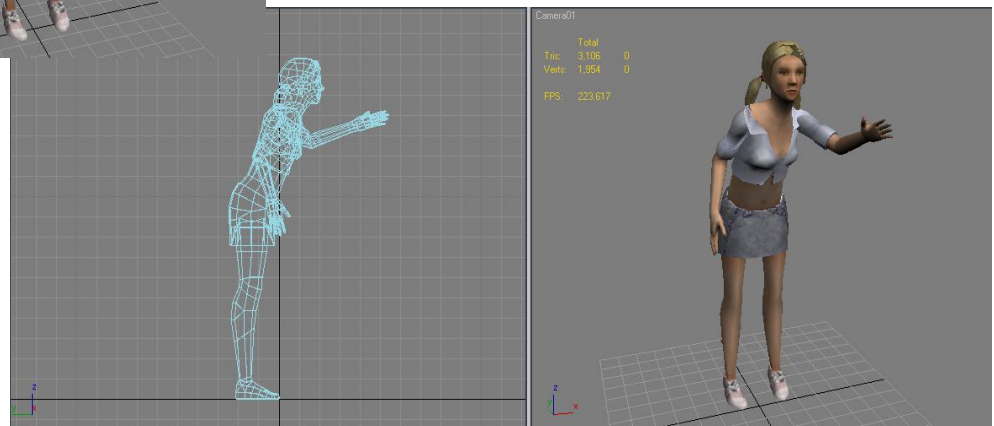 Camera01
Total
Tris: 3,106 0
Verts: 1,954 0
FPS: 223.617
z
y x
z
y x